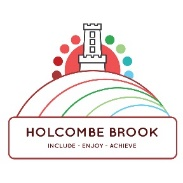 HOLCOMBE BROOK
INCLUDE - ENJOY - ACHIEVE